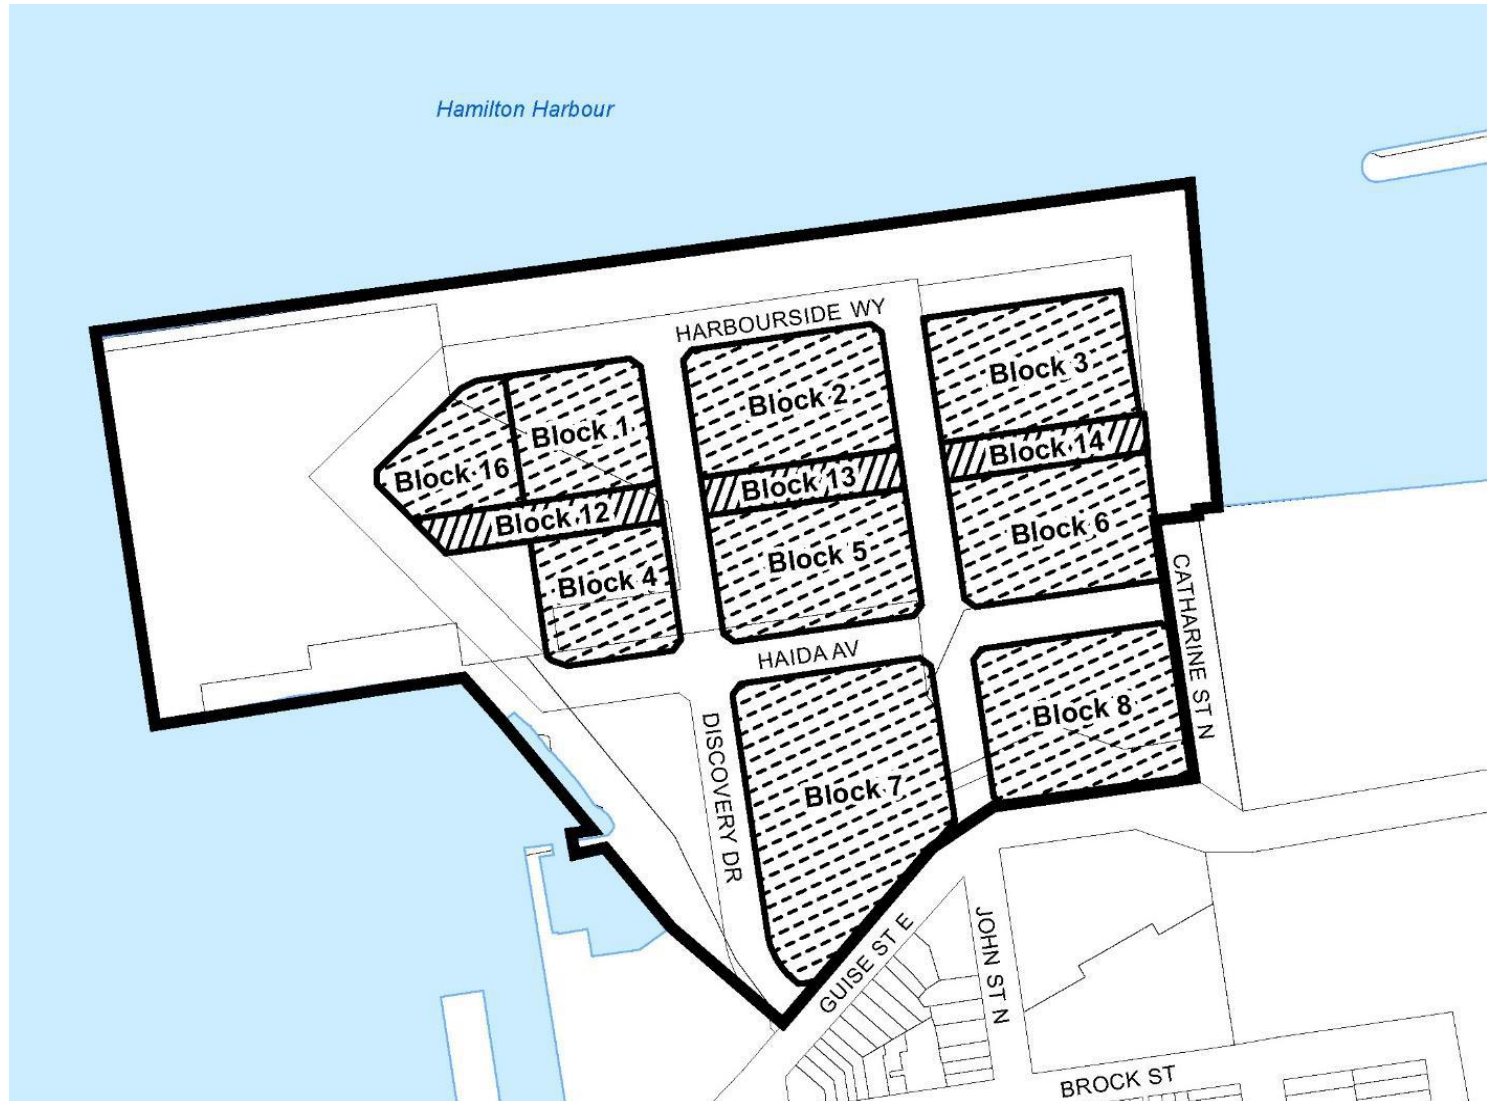 Hamilton Harbour
HARBOURSIDE WY
Block 3
Block 2
Block 1
Block 14
Block 16
Block 13
Block 12
Block 6
Block 5
Block 4
CATHARINE ST N
HAIDA AV
Block 8
DISCOVERY DR
Block 7
GUISE ST E
JOHN ST N
BROCK ST